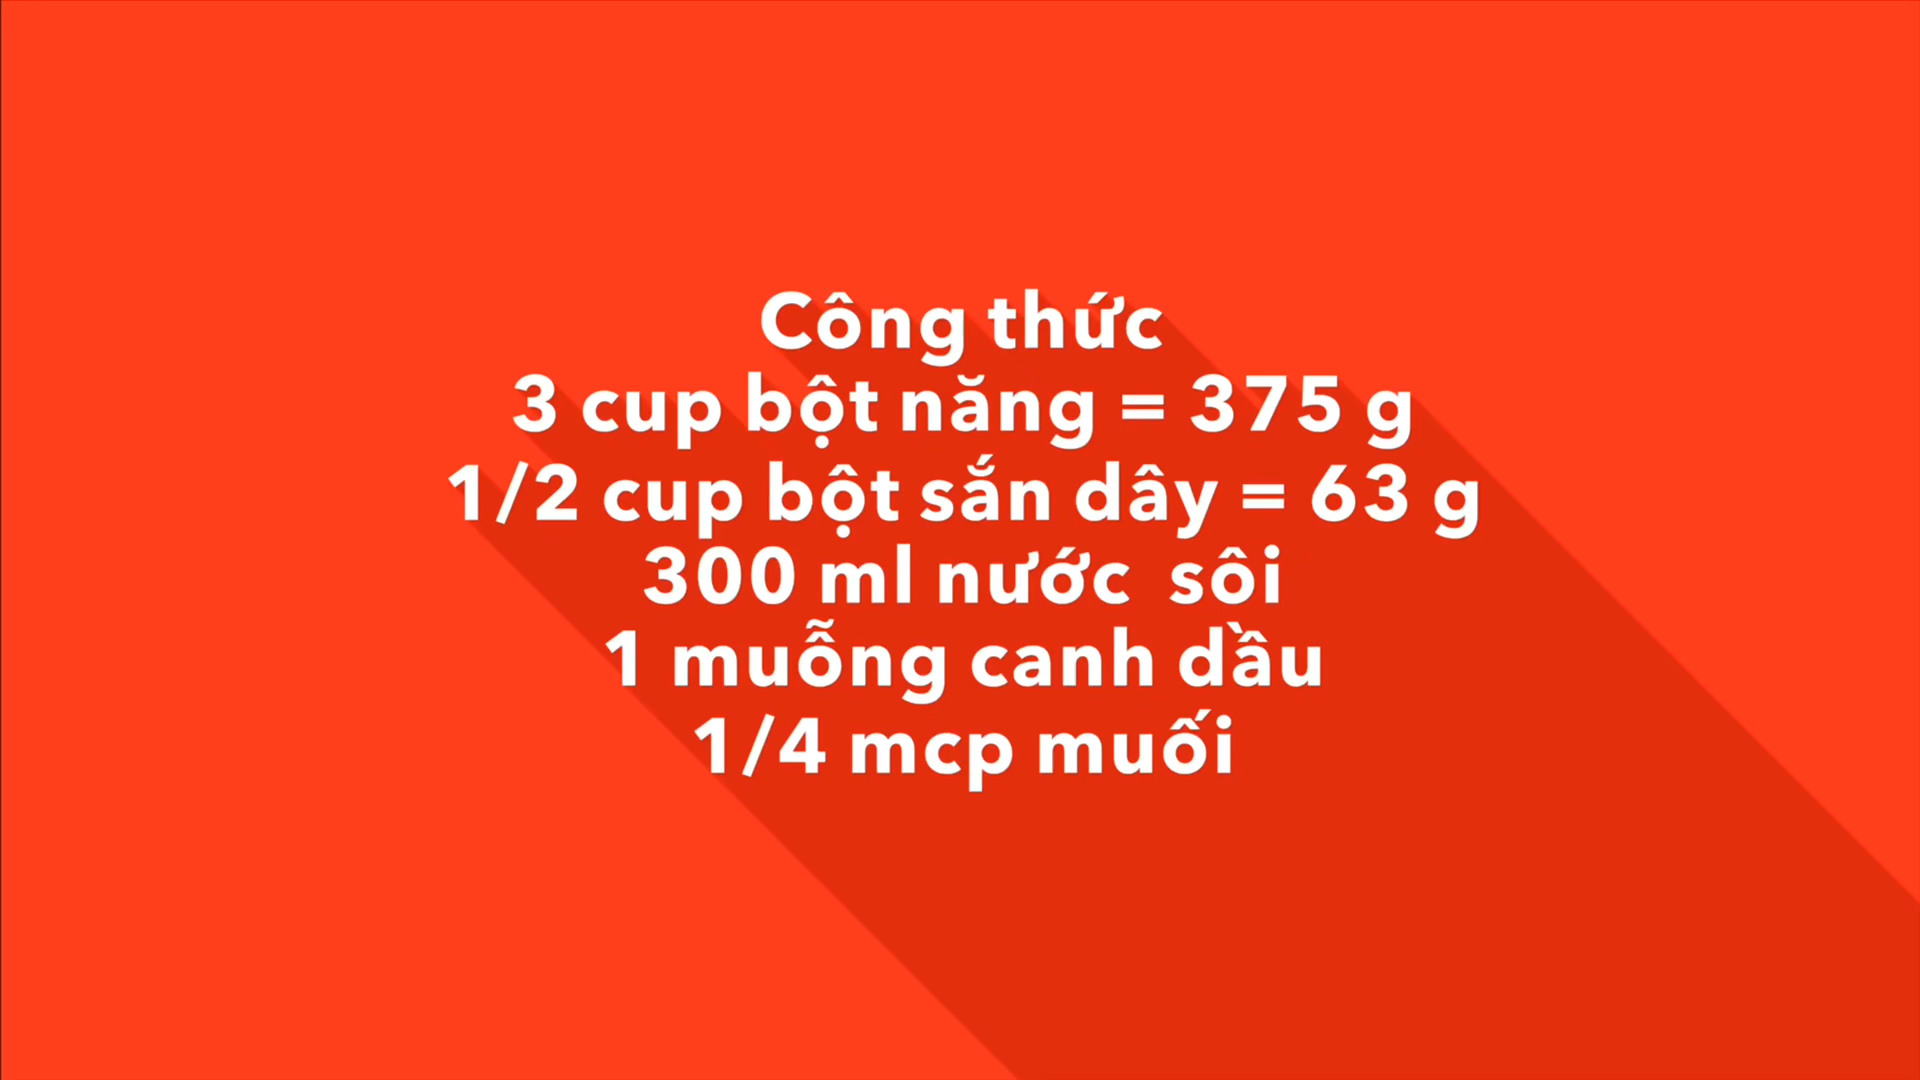 Công thức
3 cup bột năng = 375 g
1/2 cup bột sắn dây = 63 g
300 ml nước sôi
1 muỗng canh dầu
1/4 mcp muối